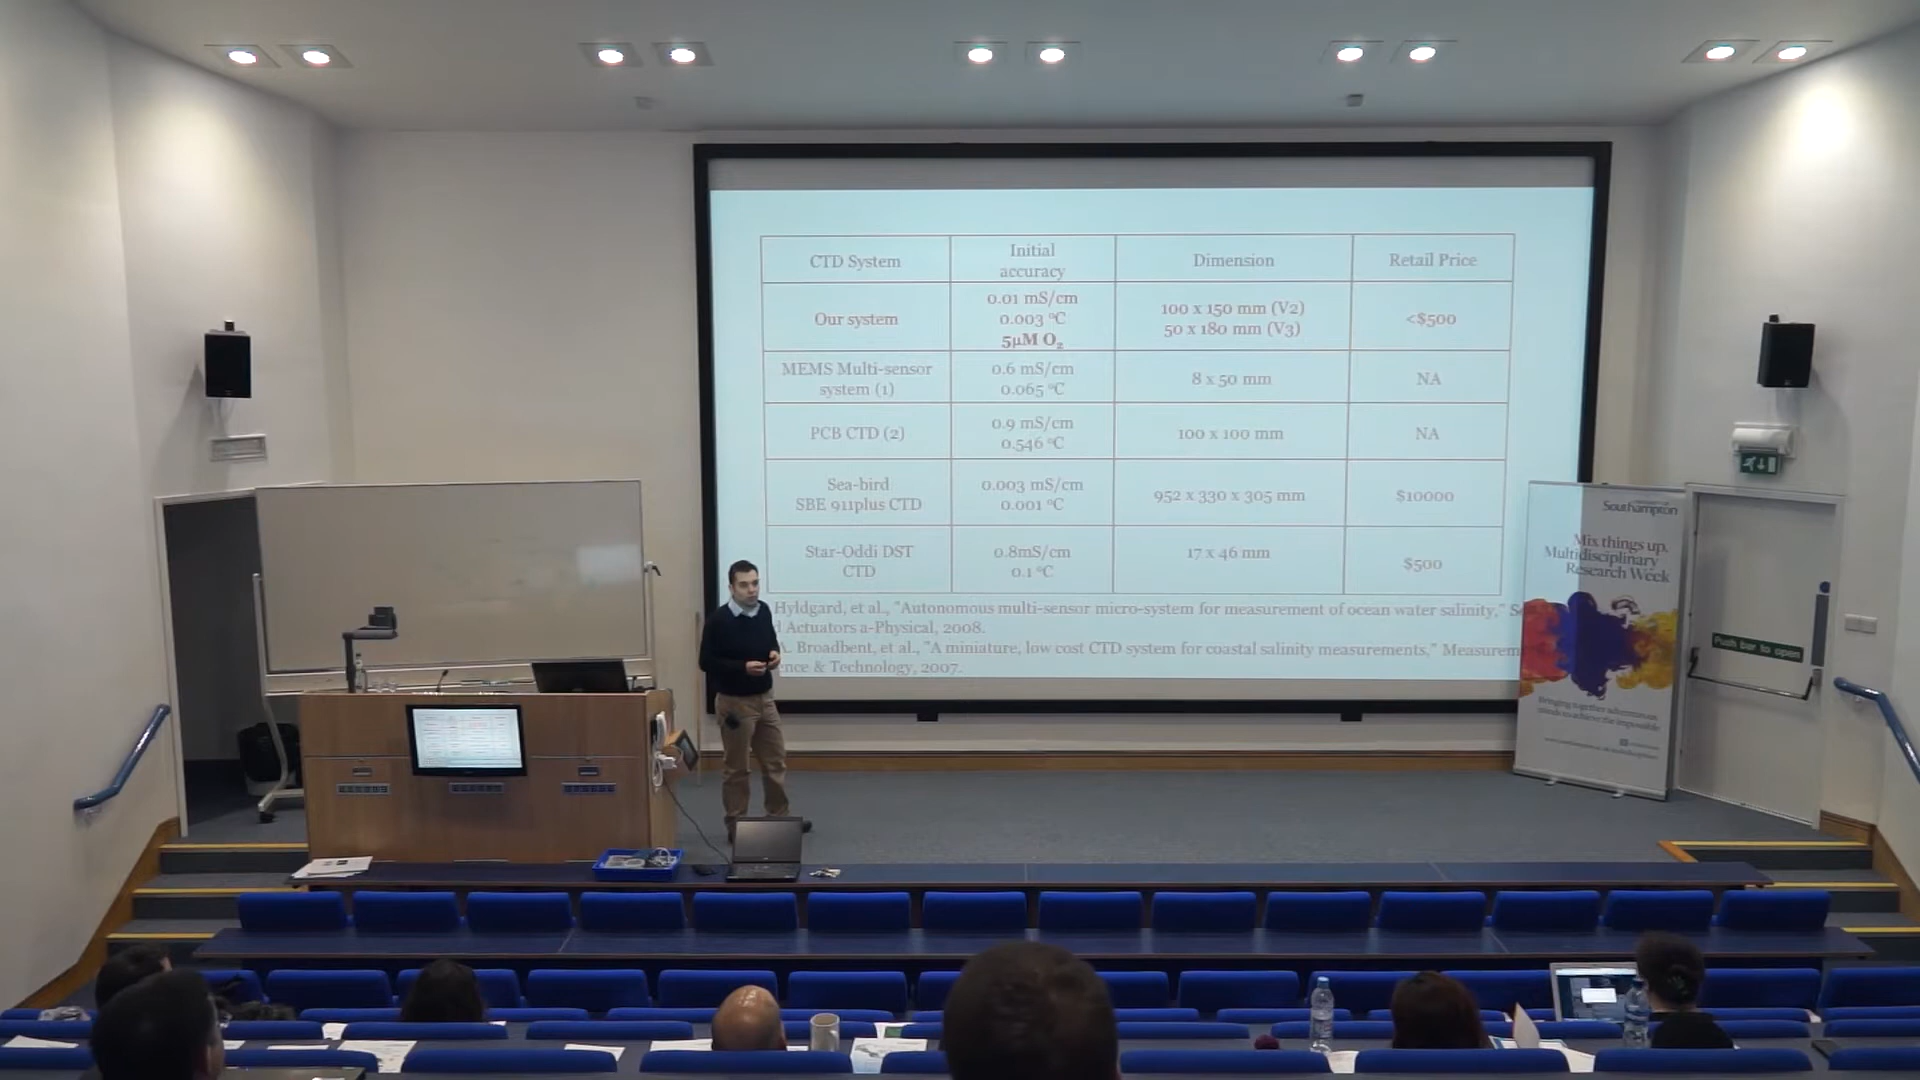 CTD System
Initial
accuracy
Dimension
Retail Price
Our system
0.01 mS/cm
0.003 °C
5µM O₂
100 x 150 mm (V2)
50 x 180 mm (V3)
<$500
MEMS Multi-sensor
system (1)
0.6 mS/cm
0.065 °C
8 x 50 mm
NA
PCB CTD (2)
0.9 mS/cm
0.546 °C
100 x 100 mm
NA
Sea-bird
SBE 911plus CTD
0.003 mS/cm
0.001 °C
952 x 330 x 305 mm
$10000
Star-Oddi DST
CTD
0.8mS/cm
0.1 °C
17 x 46 mm
$500
Hyldgard, et al., "Autonomous multi-sensor micro-system for measurement of ocean water salinity,"
Actuators a-Physical, 2008.
Broadbent, et al., "A miniature, low cost CTD system for coastal salinity measurements," Measurem
ence & Technology, 2007.
Southampton
Mix things up.
Multidisciplinary
Research Week
Push bar to open